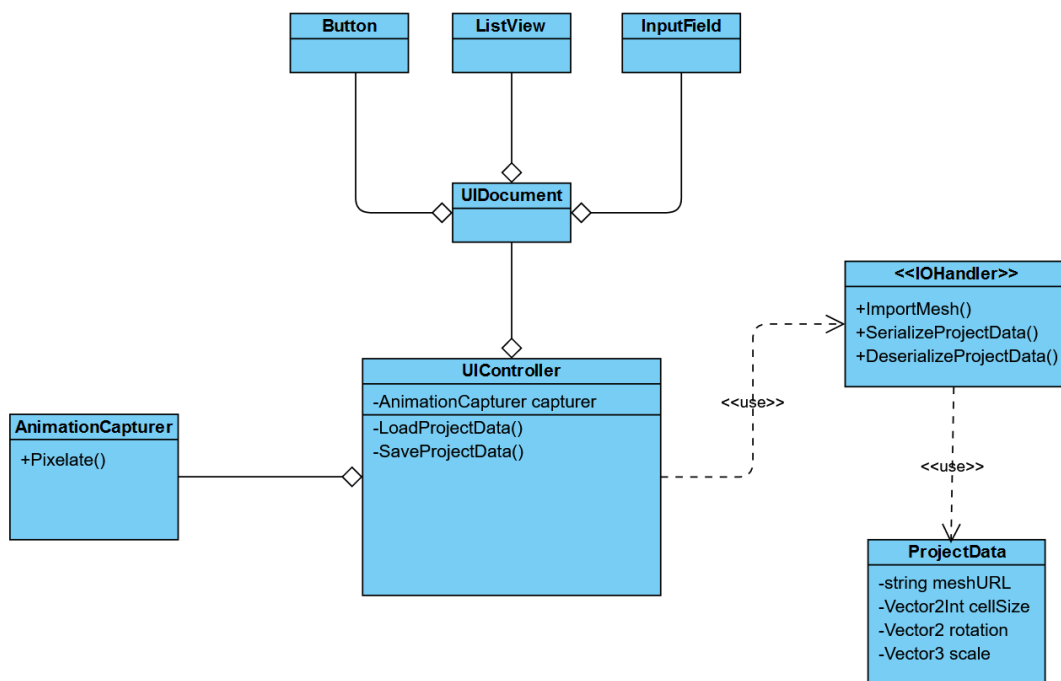 Button
ListView
InputField
UIDocument
<<IOHandler>>
+ImportMesh()
+SerializeProjectData()
+DeserializeProjectData()
UIController
-AnimationCapturer capturer
-LoadProjectData()
-SaveProjectData()
<<use>>
AnimationCapturer
+Pixelate()
<<use>>
ProjectData
-string meshURL
-Vector2Int cellSize
-Vector2 rotation
-Vector3 scale